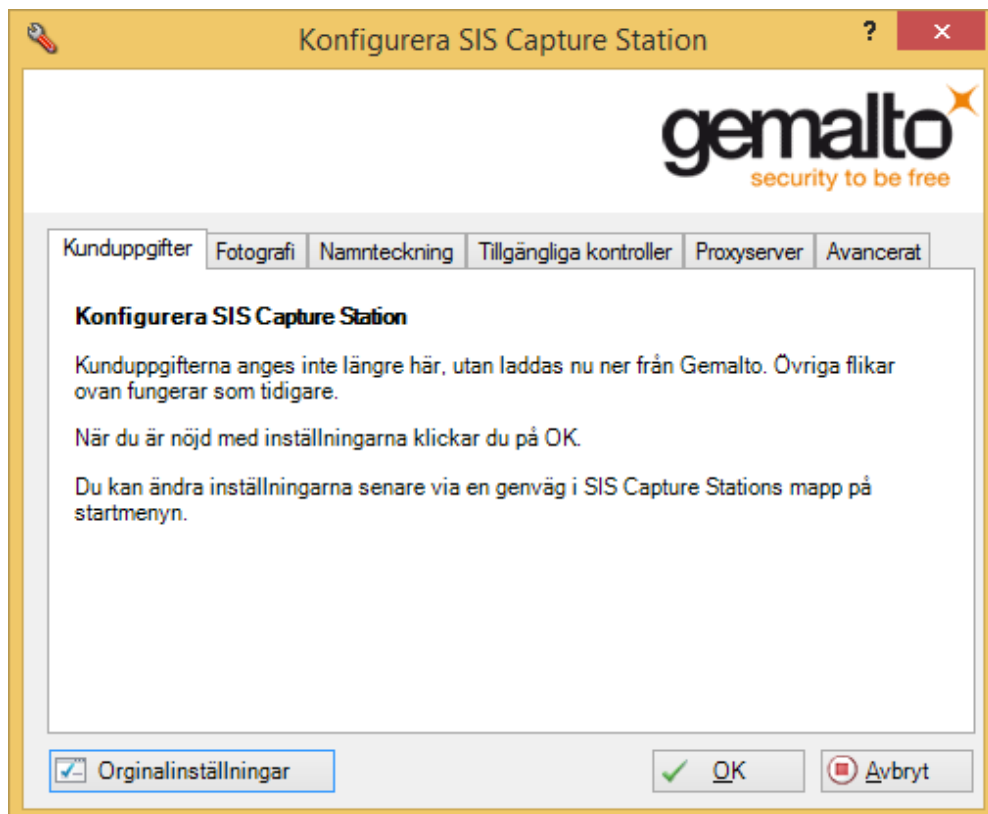 Konfigurera SIS Capture Station
?
gemalto
security to be free
Kunduppgifter Fotografi Namnteckning Tillgängliga kontroller Proxyserver Avancerat
Konfigurera SIS Capture Station
Kunduppgifterna anges inte längre här, utan laddas nu ner från Gemalto. Övriga flikar
ovan fungerar som tidigare.
När du är nöjd med inställningarna klickar du på OK.
Du kan ändra inställningarna senare via en genväg i SIS Capture Stations mapp på
startmenyn.
Orginalinställningar OK Avbryt